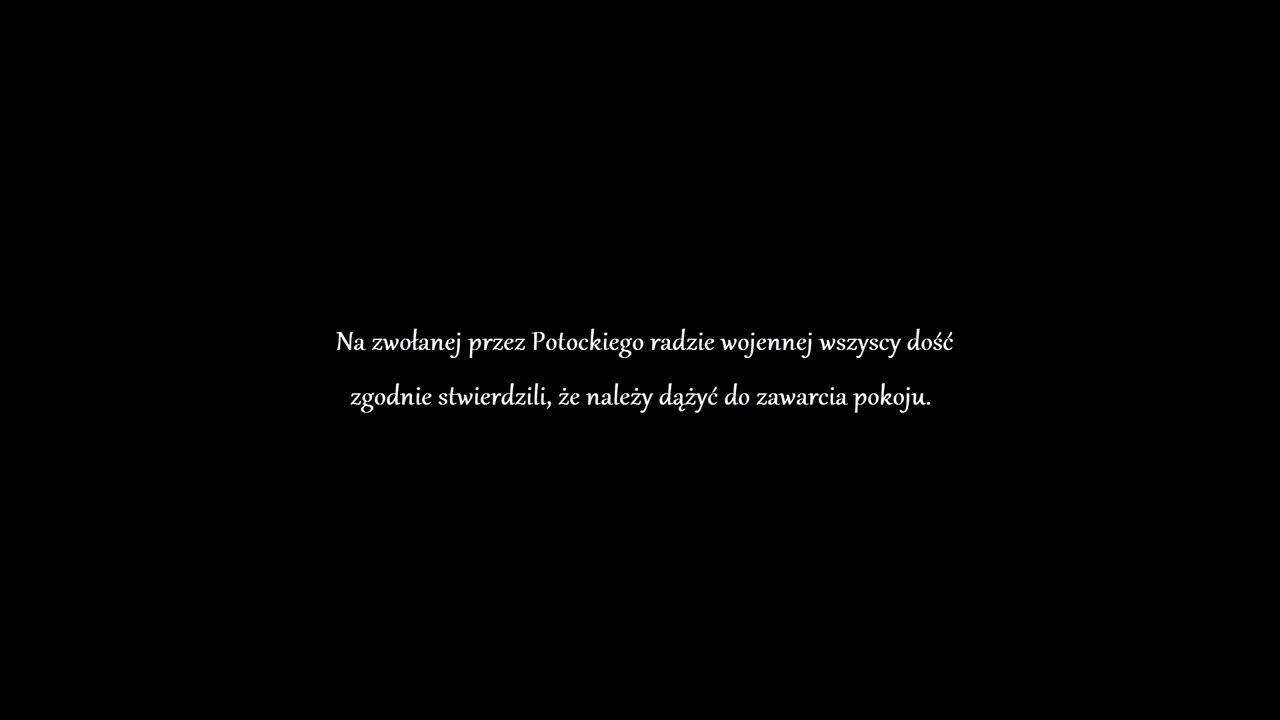 Na zwołanej przez Potockiego radzie wojennej wszyscy dość
zgodnie stwierdzili, że należy dążyć do zawarcia pokoju.